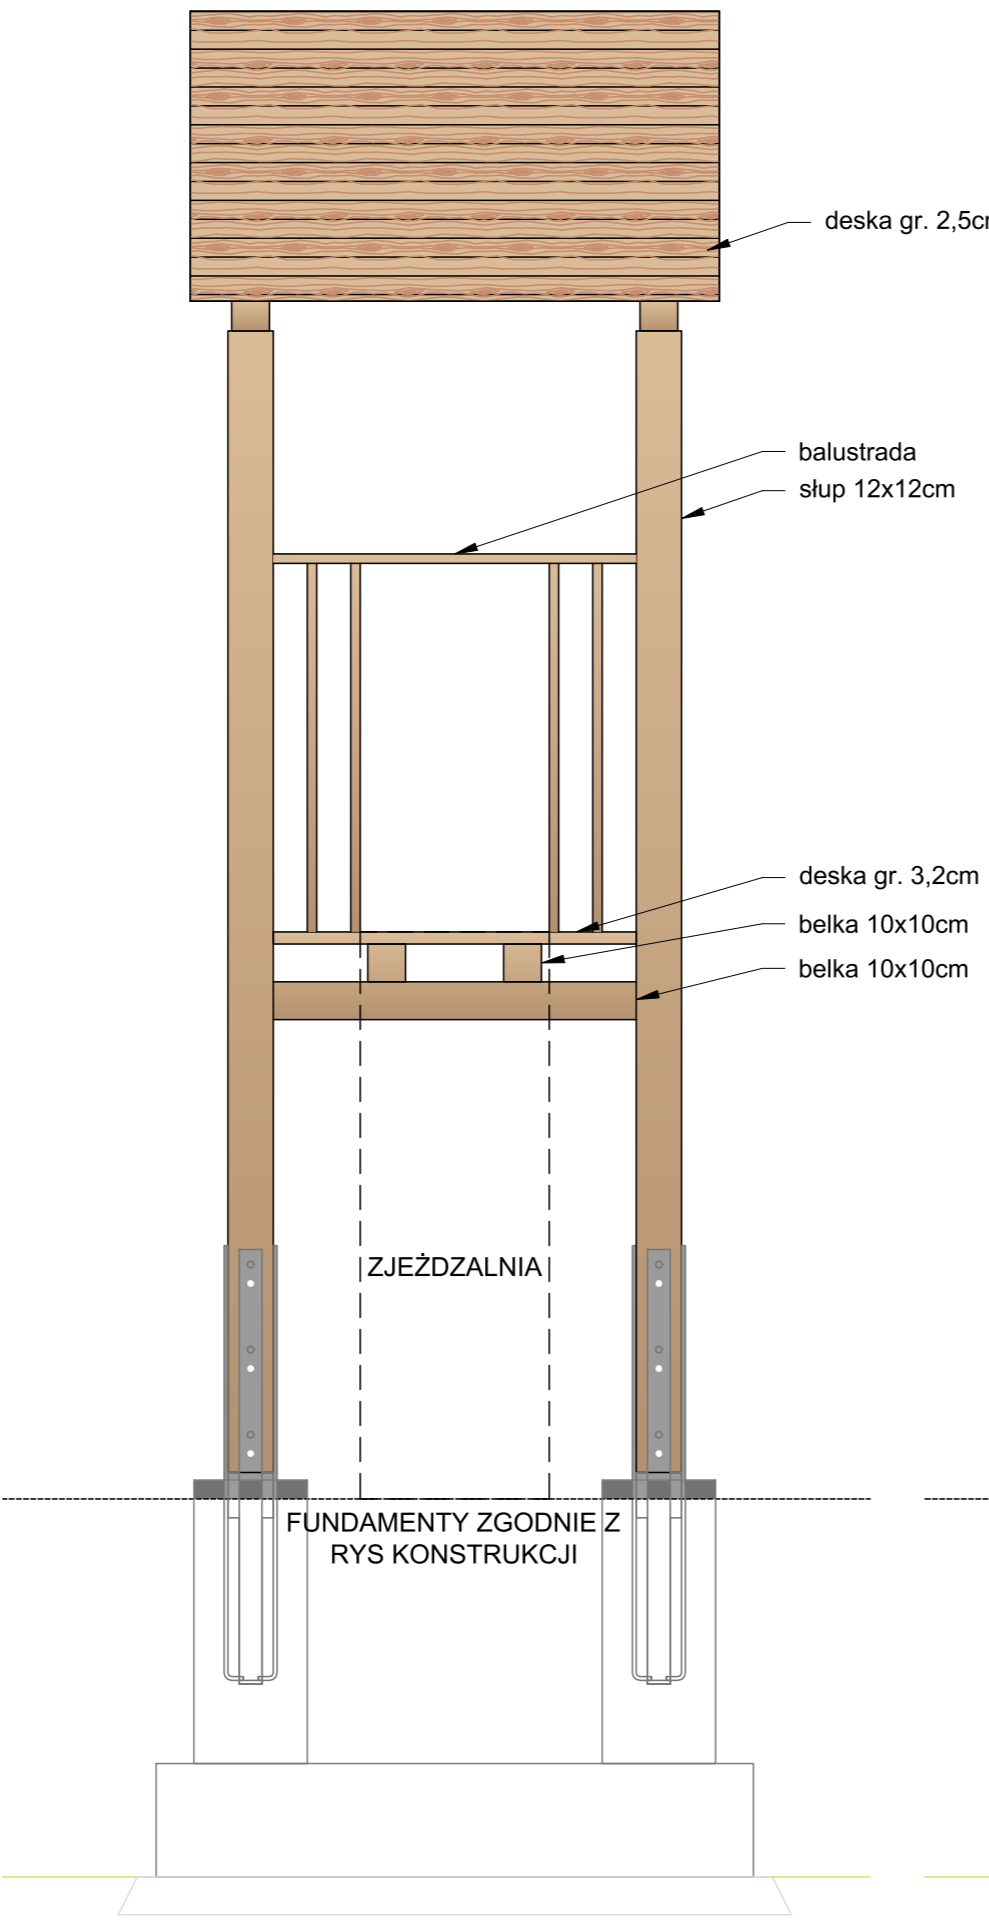 deska gr. 2,5c
balustrada
słup 12x12cm
deska gr. 3,2cm
belka 10x10cm
belka 10x10cm
ZJEŻDZALNIA
FUNDAMENTY ZGODNIE Z
RYS KONSTRUKCJI